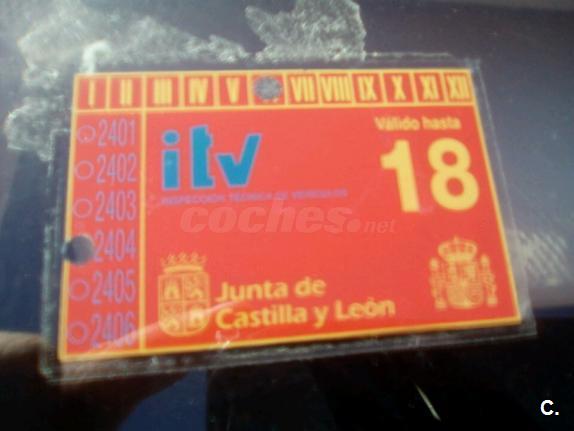 I II III IV V VII VIII IX X XI XII
2401
2402
2403
2404
2405
2406
itv
INSPECCIÓN TÉCNICA DE VEHÍCULOS
Válido hasta
18
coches.net
Junta de
Castilla y León
C.